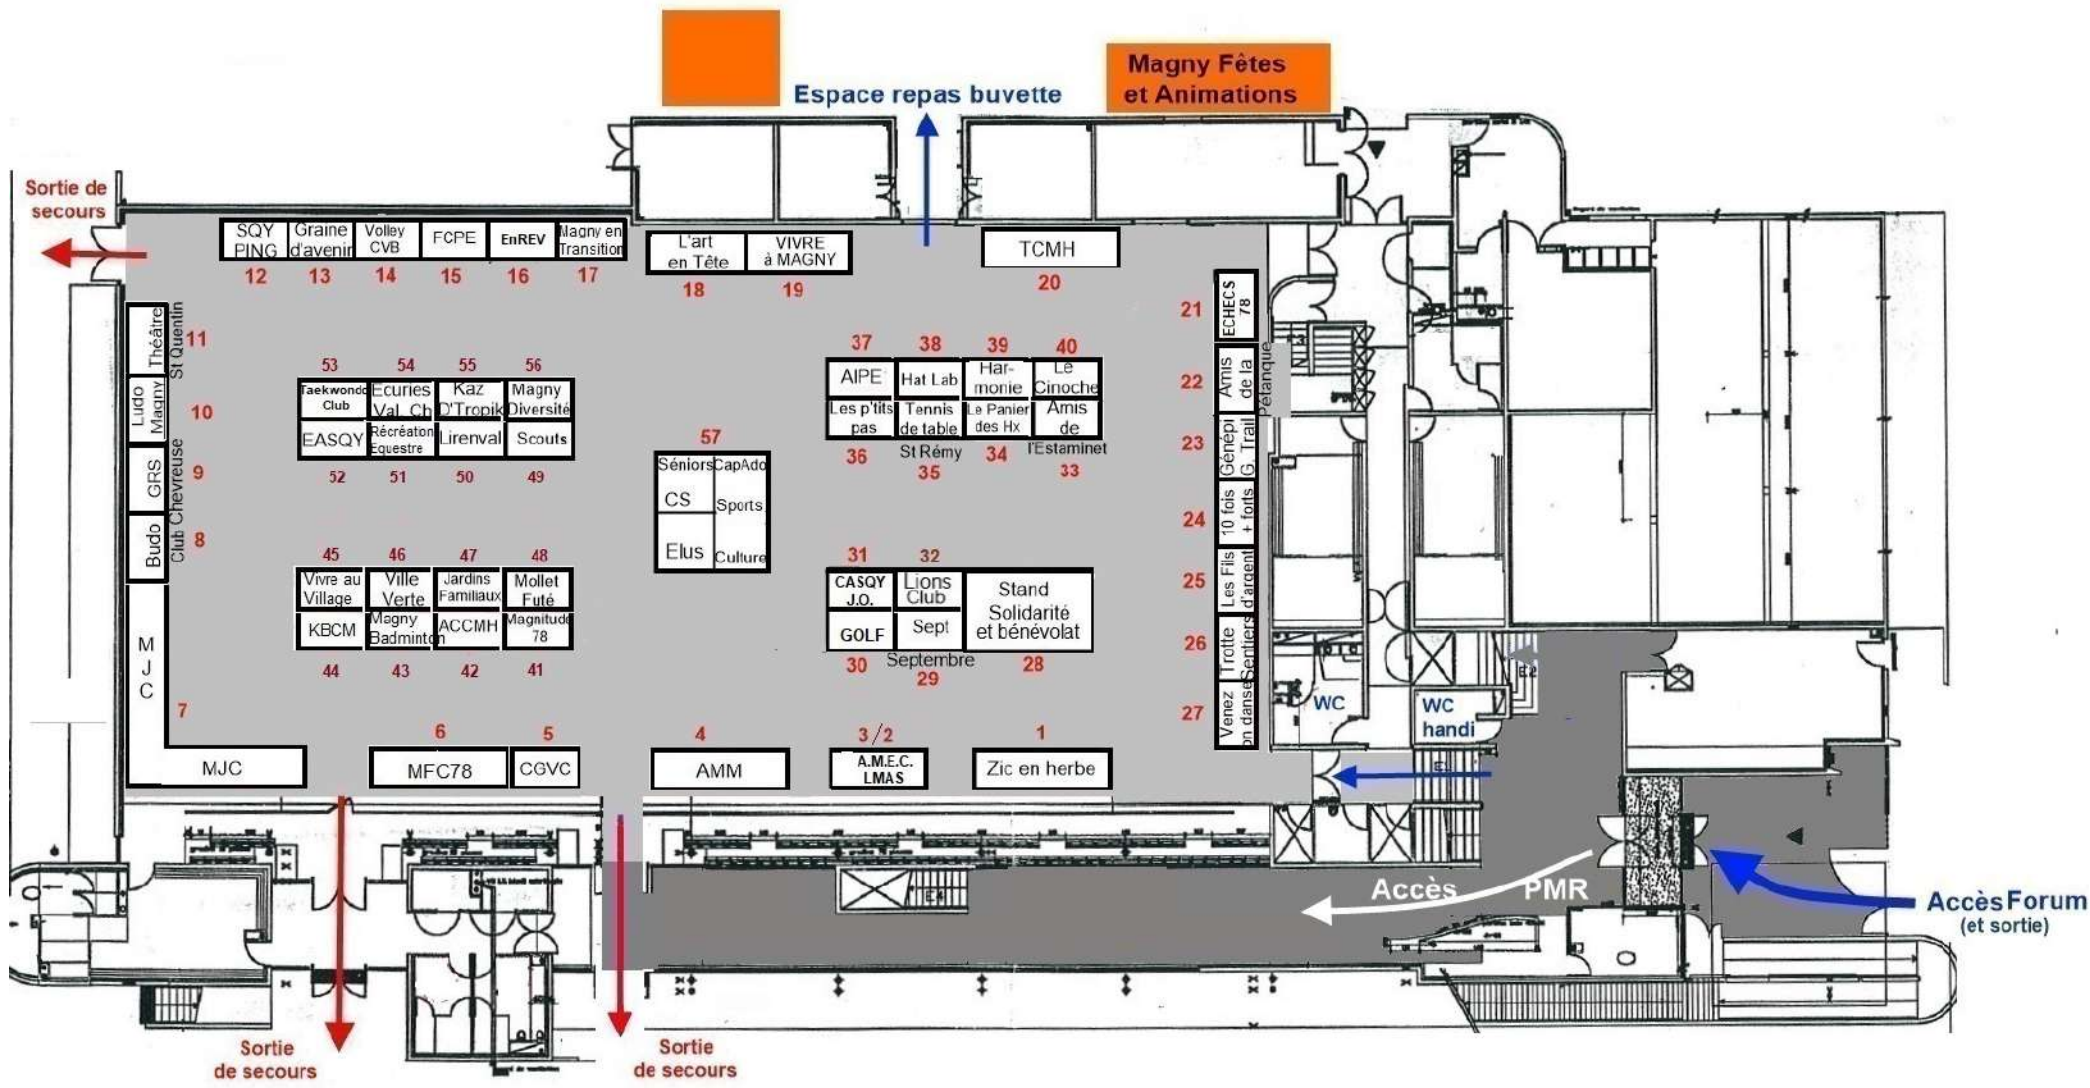 Magny Fêtes
et Animations
Espace repas buvette
Sortie de
secours
SQY
PING
12
Graine
d'avenir
13
Volley
CVB
14
FCPE
15
EnREV
16
Magny en
Transition
17
L'art
en Tête
18
VIVRE
à MAGNY
19
TCMH
20
Théâtre
St Quentin
11
Ludo
Magny
10
GRS
Chevreuse
9
Budo
Club
8
M
J
C
7
MJC
53
54
55
56
Taekwondo
Club
Ecuries
Val. Ch
Kaz
D'Tropik
Magny
Diversité
EASQY
Récréation
Equestre
Lirenval
Scouts
52
51
50
49
45
46
47
48
Vivre au
Village
Ville
Verte
Jardins
Familiaux
Mollet
Futé
KBCM
Magny
Badminton
ACCMH
Magnitude
78
44
43
42
41
57
Séniors
CS
CapAdo
Sports
Elus
Culture
37
38
39
40
AIPE
Hat Lab
Har-
monie
Le
Cinoche
Les p'tits
pas
Tennis
de table
St Rémy
Le Panier
des Hx
Amis
de
l'Estaminet
36
35
34
33
31
32
CASQY
J.O.
Lions
Club
Stand
Solidarité
et bénévolat
GOLF
Sept
Septembre
30
29
28
21
ECHECS
78
22
Amis
de la
Pétanque
23
Génépi
G. Trail
24
10 fois
+ forts
25
Les Fils
d'argent
26
Trotte
Sentiers
27
Venez
on danse
6
MFC78
5
CGVC
4
AMM
3/2
A.M.E.C.
LMAS
1
Zic en herbe
WC
WC
handi
E1
E2
E4
Accès PMR
Accès Forum
(et sortie)
Sortie
de secours
Sortie
de secours